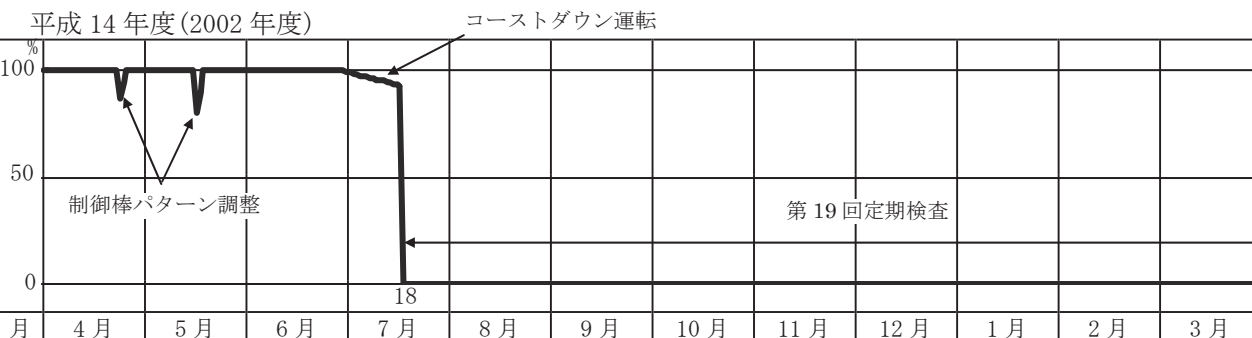 平成 14 年度(2002 年度)
コーストダウン運転
%
100
50
制御棒パターン調整
第 19 回定期検査
0
18
月 4 月 5 月 6 月 7 月 8 月 9 月 10 月 11 月 12 月 1 月 2 月 3 月